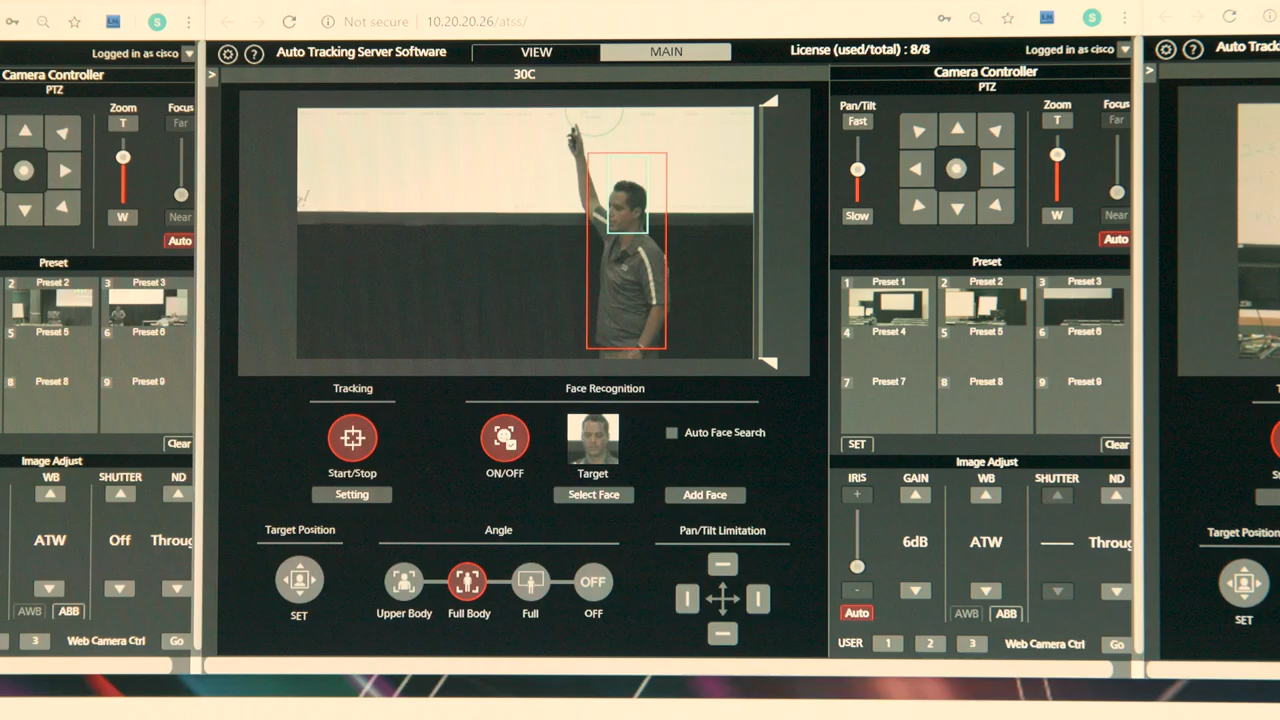 Not secure
10.20.20.26/atss/
Logged in as cisco
Camera Controller
PTZ
Zoom
Focus
T
Far
W
Near
Auto
Preset
2 Preset 2
3 Preset 3
5 Preset 5
6 Preset 6
8 Preset 8
9 Preset 9
Clear
Image Adjust
WB
SHUTTER
ND
ATW
Off
Throug
AWB
ABB
3
Web Camera Ctrl
Go
Auto Tracking Server Software
VIEW
MAIN
License (used/total) : 8/8
Logged in as cisco
30C
Tracking
Face Recognition
Start/Stop
ON/OFF
Target
Auto Face Search
Setting
Select Face
Add Face
Target Position
Angle
Pan/Tilt Limitation
SET
Upper Body
Full Body
Full
OFF
OFF
Camera Controller
PTZ
Pan/Tilt
Zoom
Focus
Fast
T
Far
Slow
W
Near
Auto
Preset
1 Preset 1
2 Preset 2
3 Preset 3
4 Preset 4
5 Preset 5
6 Preset 6
7 Preset 7
8 Preset 8
9 Preset 9
SET
Clear
Image Adjust
IRIS
GAIN
WB
SHUTTER
ND
+
6dB
ATW
Throug
-
Auto
AWB
ABB
USER
1
2
3
Web Camera Ctrl
Go
Auto Track
Target Position
SET